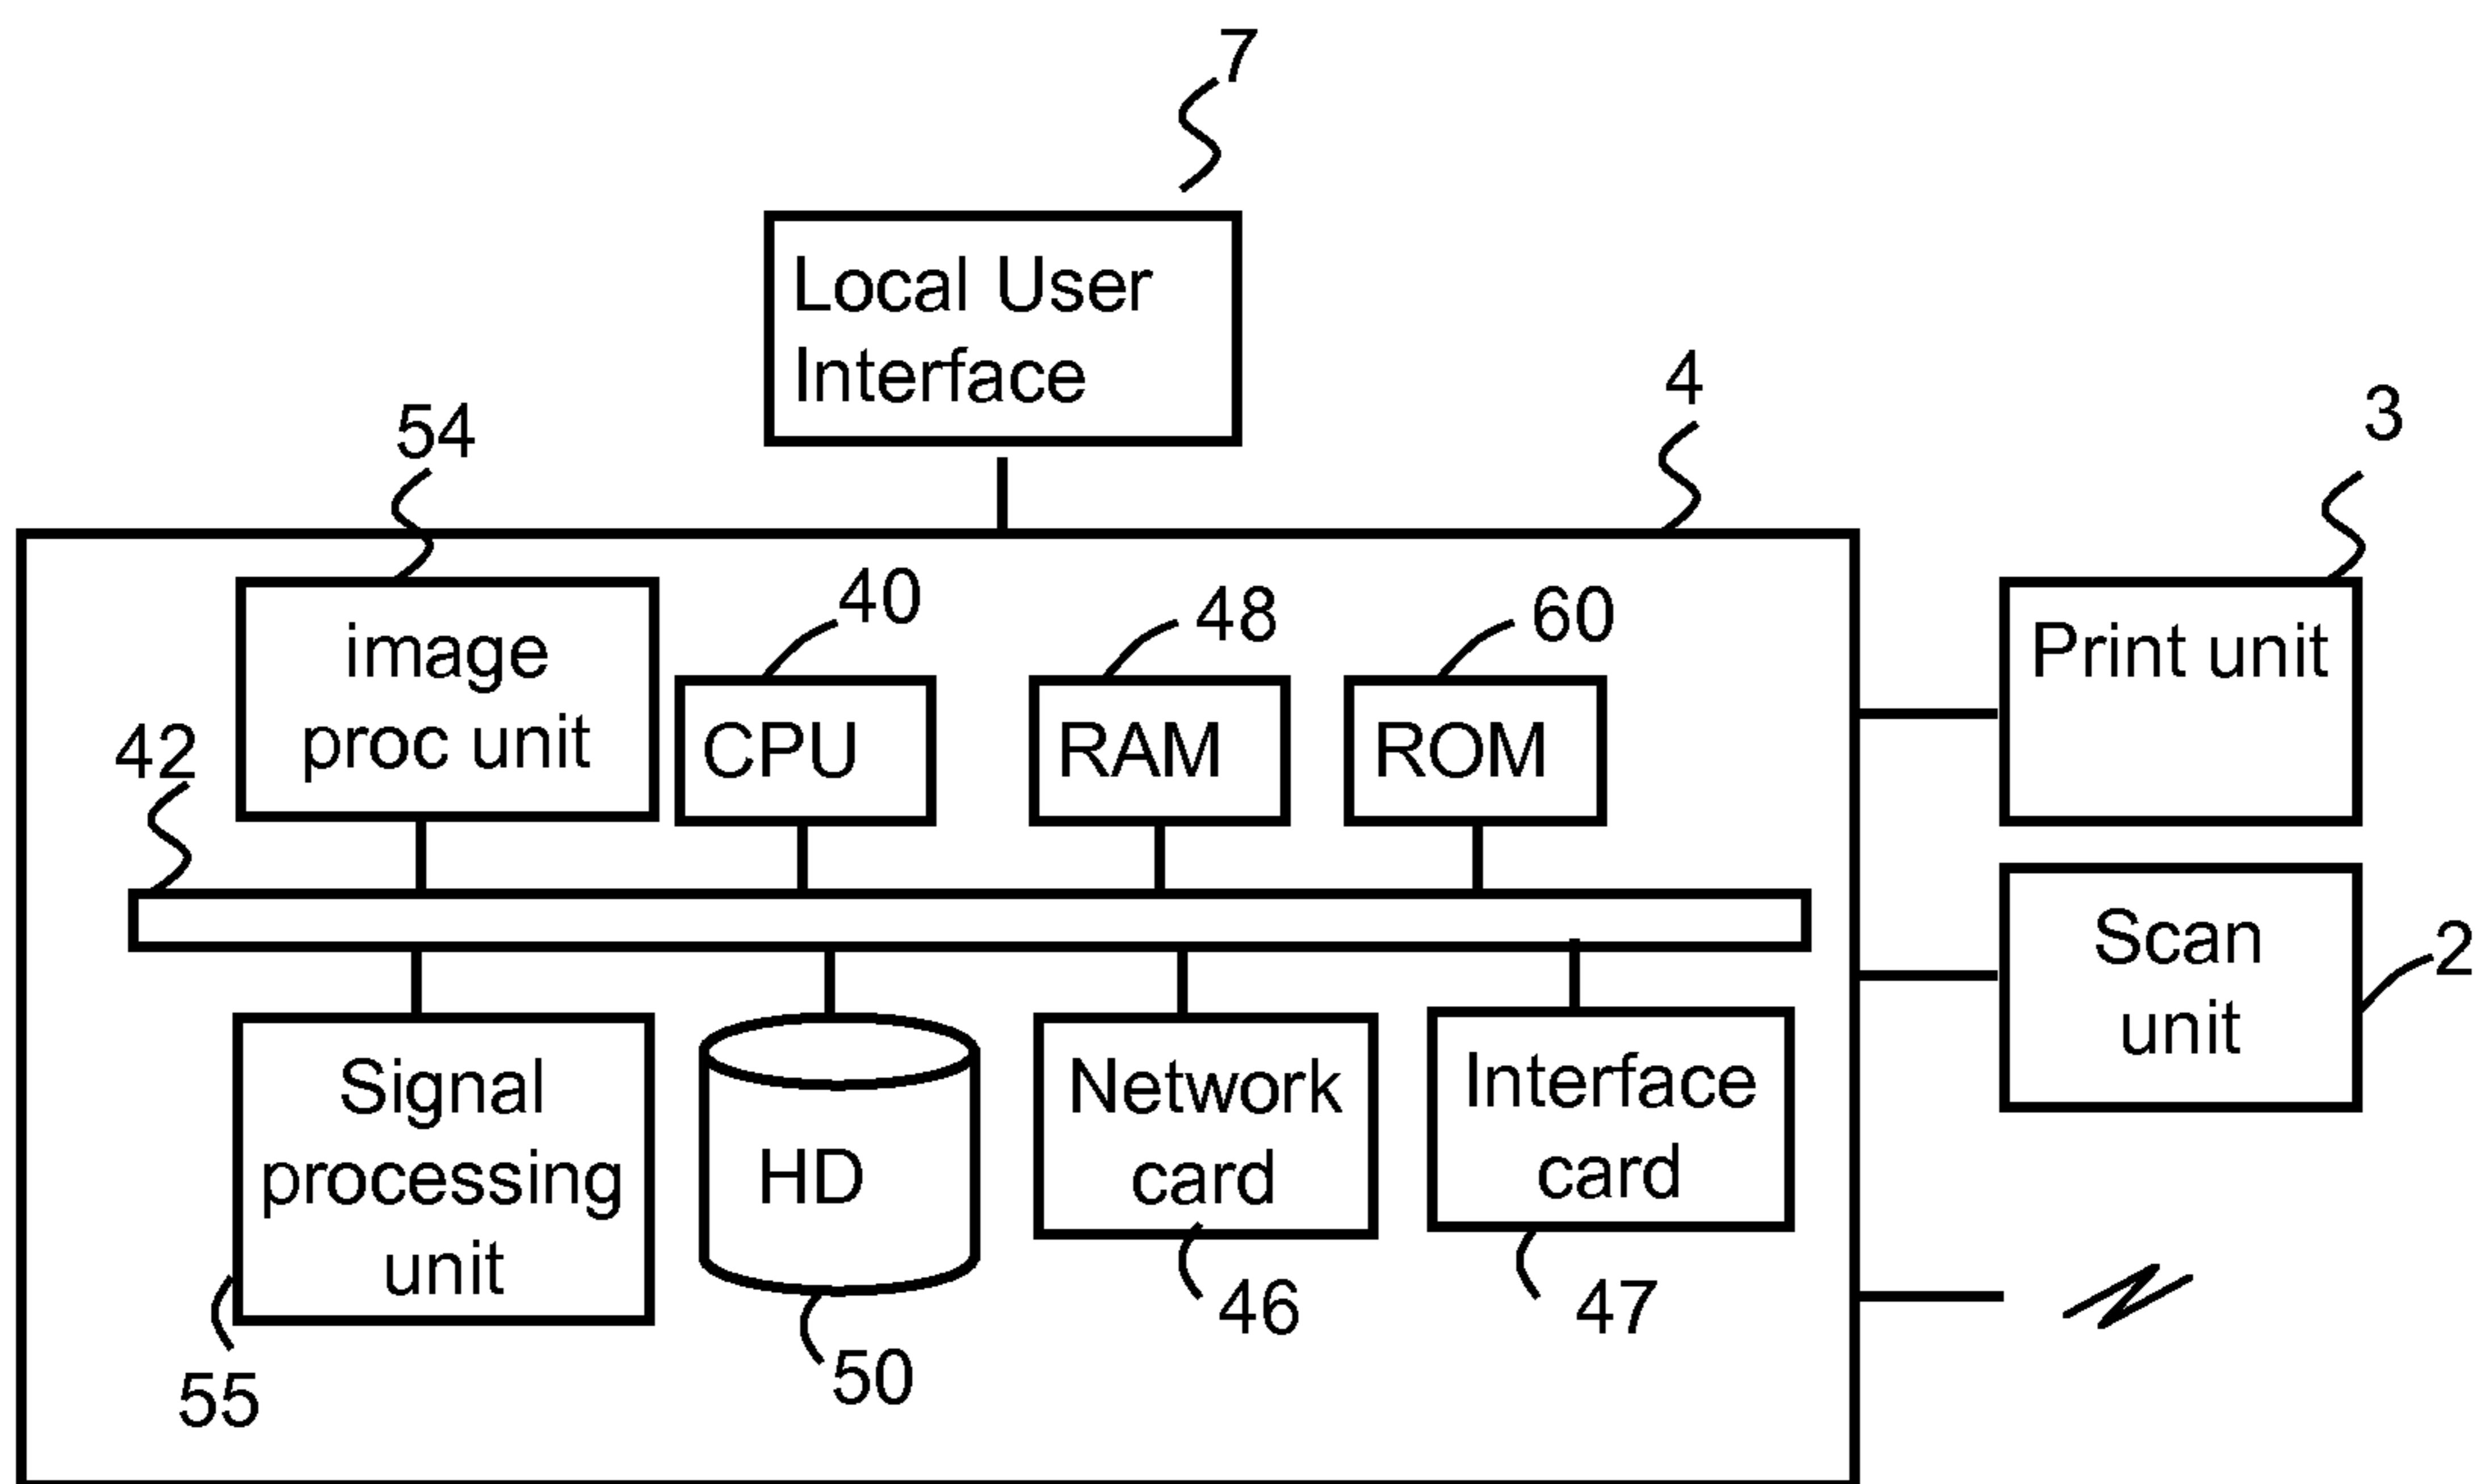 7
Local User
Interface
4
3
54
40
48
60
image
proc unit
CPU
RAM
ROM
Print unit
42
Scan
unit
2
Signal
processing
unit
HD
Network
card
Interface
card
46
47
50
55